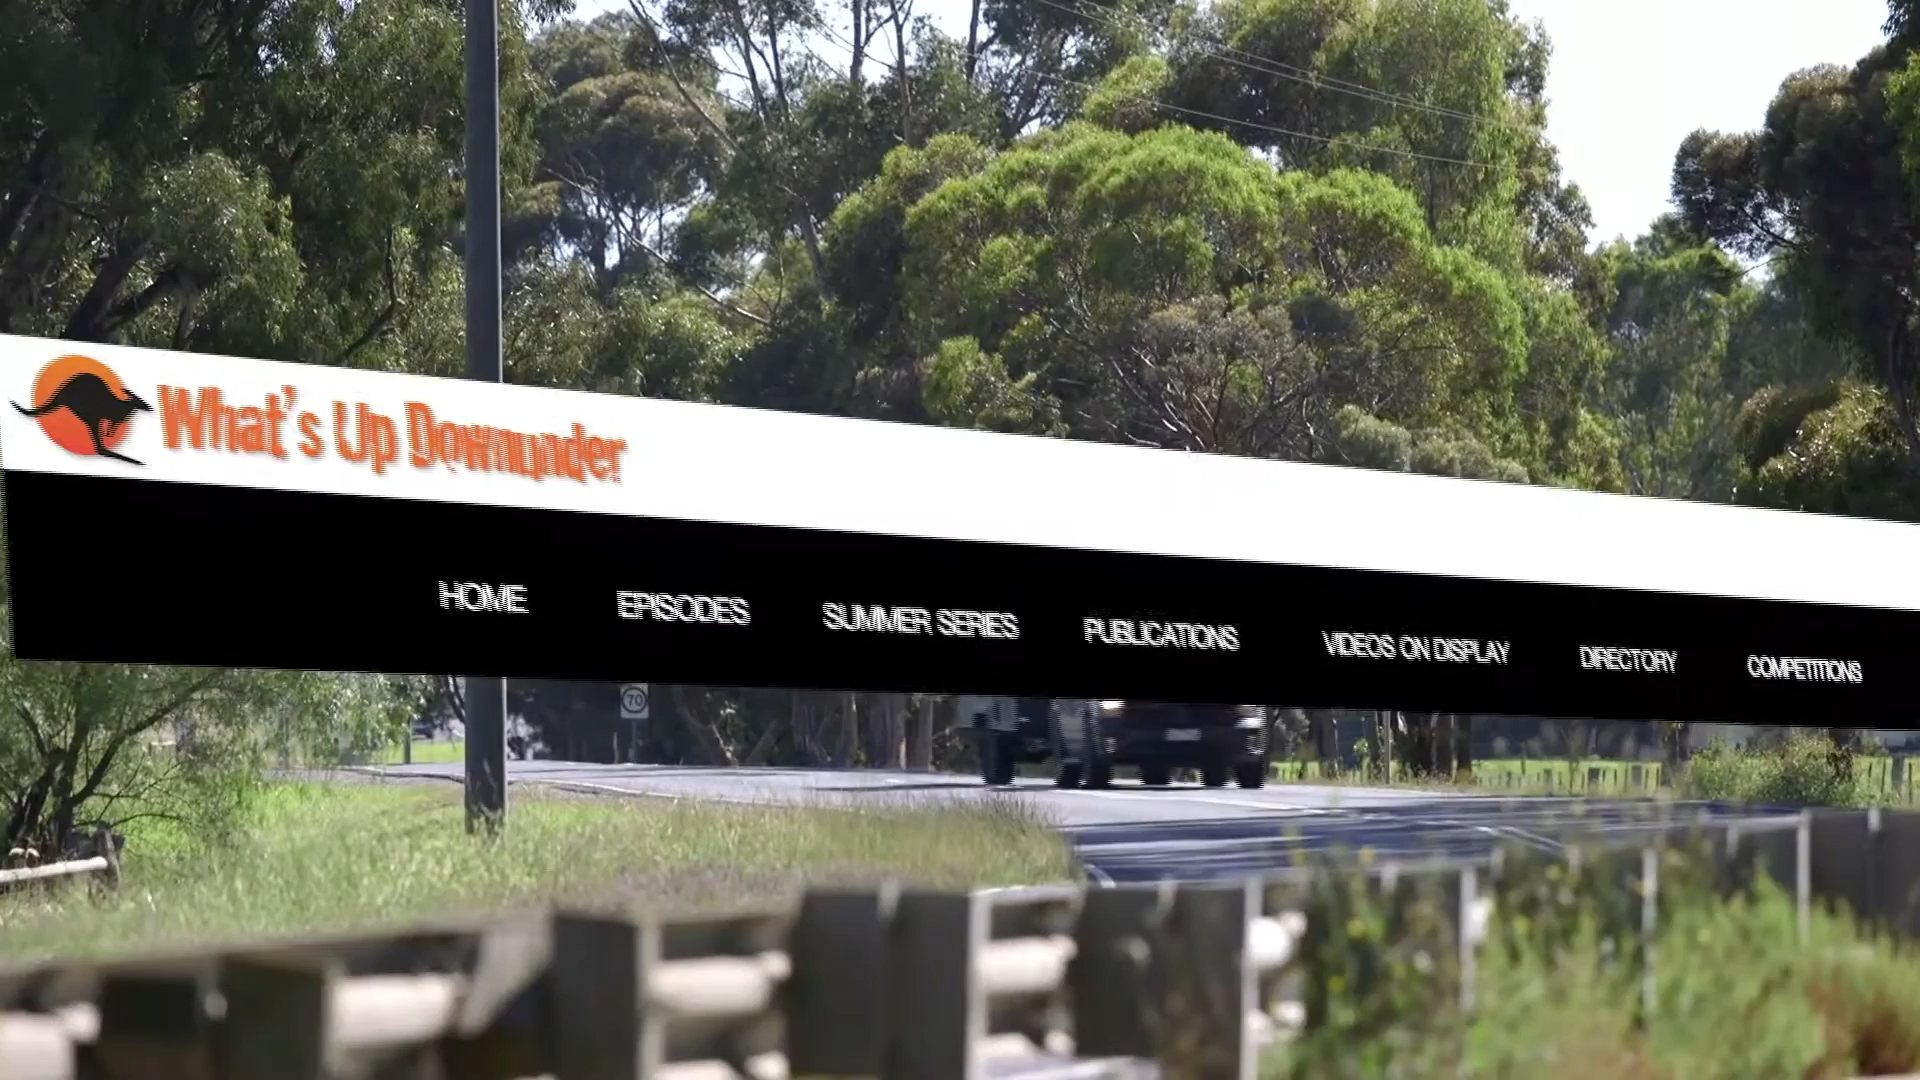 What's Up Downunder
HOME EPISODES SUMMER SERIES PUBLICATIONS VIDEOS ON DISPLAY DIRECTORY COMPETITIONS
70